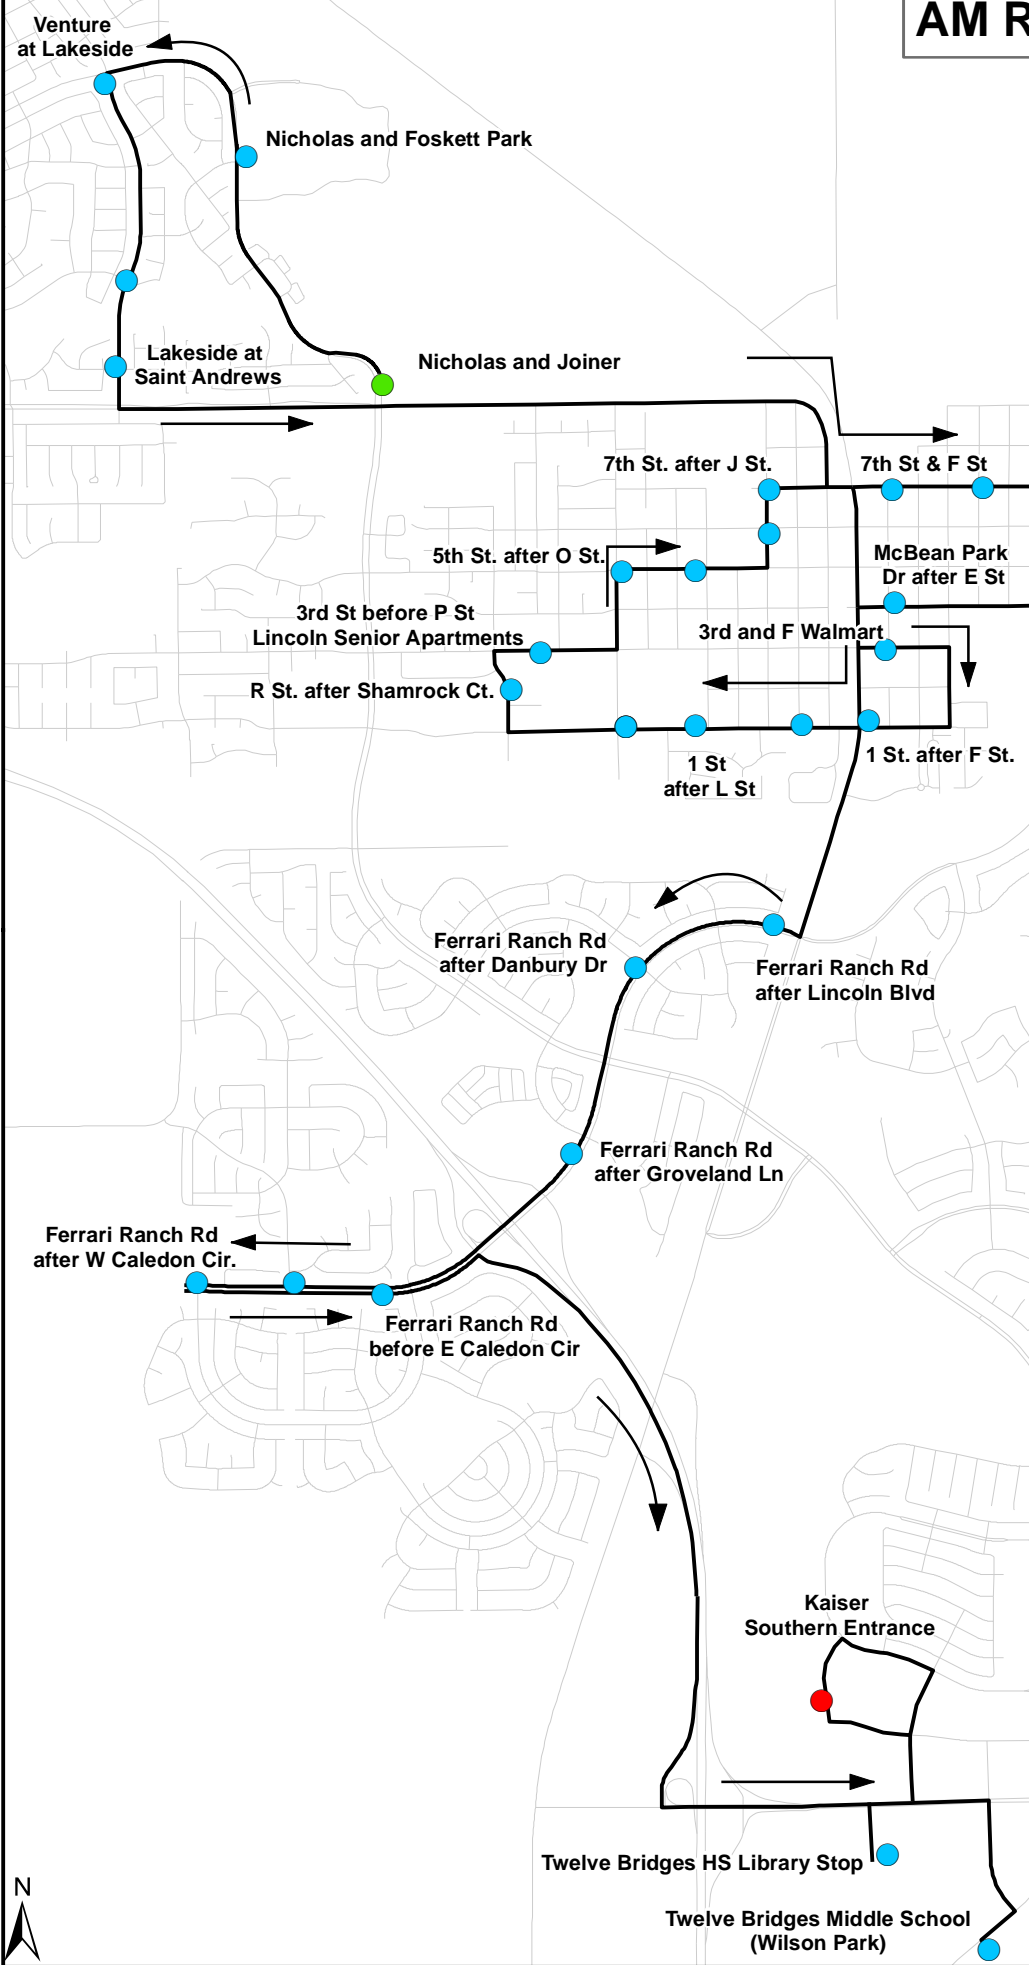 AM R
Venture
at Lakeside
Nicholas and Foskett Park
Lakeside at
Saint Andrews
Nicholas and Joiner
7th St. after J St.
7th St & F St
5th St. after O St.
McBean Park
Dr after E St
3rd St before P St
Lincoln Senior Apartments
3rd and F Walmart
R St. after Shamrock Ct.
1 St
after L St
1 St. after F St.
Ferrari Ranch Rd
after Danbury Dr
Ferrari Ranch Rd
after Lincoln Blvd
Ferrari Ranch Rd
after Groveland Ln
Ferrari Ranch Rd
after W Caledon Cir.
Ferrari Ranch Rd
before E Caledon Cir
Kaiser
Southern Entrance
Twelve Bridges HS Library Stop
N
Twelve Bridges Middle School
(Wilson Park)